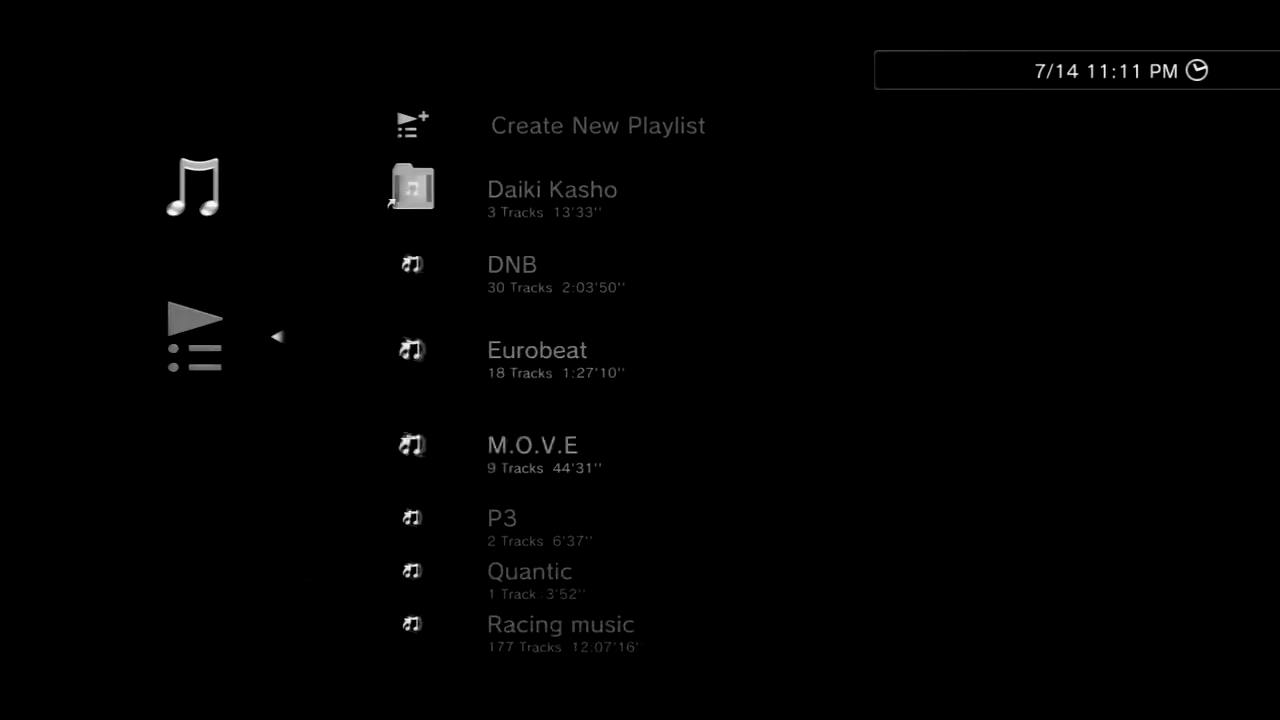 7/14 11:11 PM
Create New Playlist
Daiki Kasho
3 Tracks 13'33''
DNB
30 Tracks 2:03'50''
Eurobeat
18 Tracks 1:27'10''
M.O.V.E
9 Tracks 44'31''
P3
2 Tracks 6'37''
Quantic
1 Track 3'52''
Racing music
177 Tracks 12:07'16'